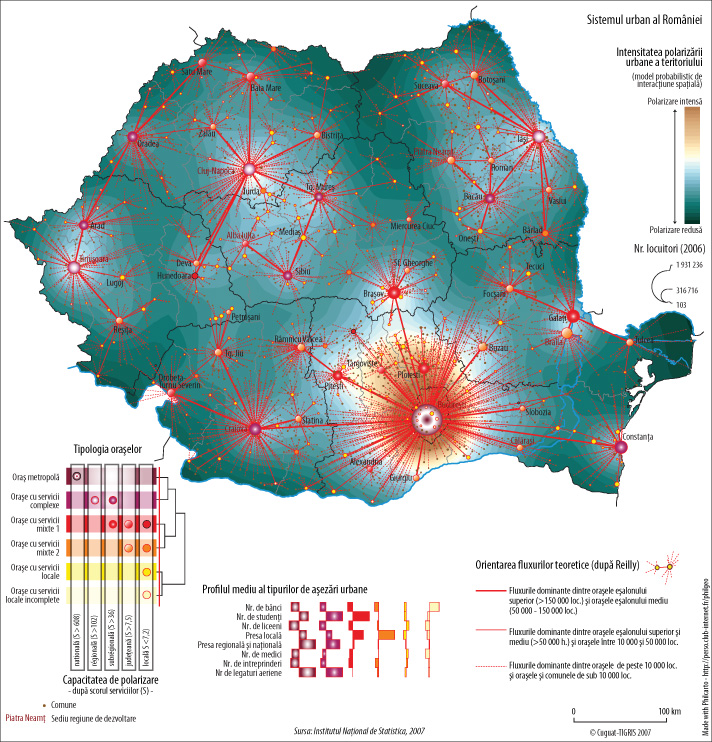 Sistemul urban al României
Intensitatea polarizării
urbane a teritoriului
(model probabilistic de
interacțiune spațială)
Polarizare intensă
Polarizare redusă
Nr. locuitori (2006)
1 931 236
316 716
103
Satu Mare
Baia Mare
Suceava
Botoșani
Zalău
Bistrița
Iași
Oradea
Piatra Neamț
Roman
Cluj-Napoca
Turda
Tg. Mureș
Bacău
Vaslui
Arad
Miercurea Ciuc
Alba Iulia
Mediaș
Onești
Bârlad
Timișoara
Deva
Hunedoara
Sibiu
Sf. Gheorghe
Tecuci
Lugoj
Brașov
Focșani
Galați
Reșița
Petroșani
Brăila
Tulcea
Râmnicu Vâlcea
Buzău
Tg. Jiu
Târgoviște
Ploiești
Drobeta
Turnu Severin
Pitești
București
Slobozia
Slatina
Craiova
Călărași
Constanța
Alexandria
Giurgiu
Tipologia orașelor
Oraș metropolă
Orașe cu servicii
complexe
Orașe cu servicii
mixte 1
Orașe cu servicii
mixte 2
Orașe cu servicii
locale
Orașe cu servicii
locale incomplete
națională (S > 608)
régională (S >102)
subrégională (S >36)
județeană (S >7,5)
locală S <7,2)
Capacitatea de polarizare
- după scorul serviciilor (S) -
Comune
Piatra Neamț Sediu regiune de dezvoltare
Profilul mediu al tipurilor de așezări urbane
Nr. de bănci
Nr. de studenți
Nr. de liceeni
Presa locală
Presa regională și națională
Nr. de medici
Nr. de intreprinderi
Nr. de legaturi aeriene
Orientarea fluxurilor teoretice (după Reilly)
Fluxurile dominante dintre orașele eșalonului
superior (>150 000 loc.) și orașele eșalonului mediu
(50 000 - 150 000 loc.)
Fluxurile dominante dintre orașele eșalonului superior și
mediu (>50 000 h.) și orașele între 10 000 și 50 000 loc.
Fluxurile dominante dintre orașele de peste 10 000 loc.
și orașele și comunele de sub 10 000 loc.
0 100 km
Sursa: Institutul Național de Statistica, 2007
© Cuguat-TIGRIS 2007
Made with Philcarto - http://perso.club-internet.fr/philgeo